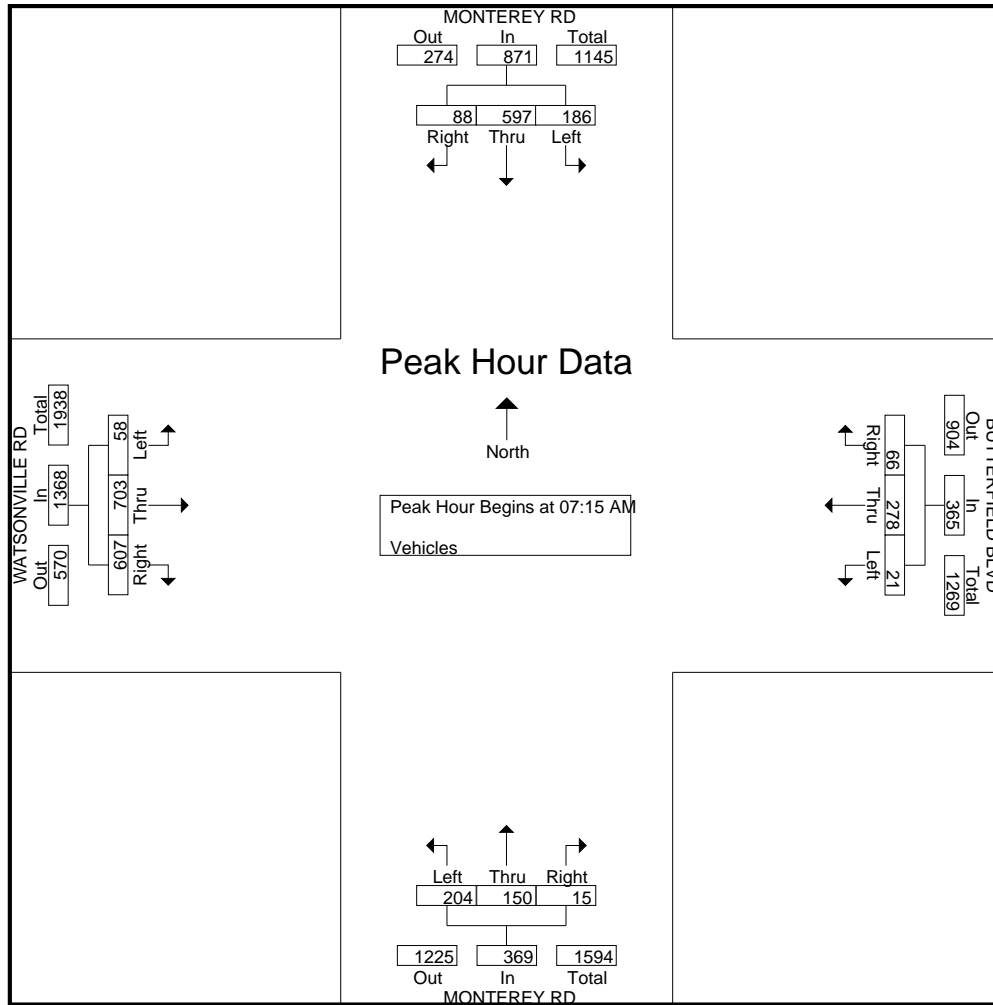 MONTEREY RD
Out In Total
274 871 1145
88 597 186
Right Thru Left
Peak Hour Data
North
Peak Hour Begins at 07:15 AM
Vehicles
WATSONVILLE RD
Out In Total
570 1368 1938
607 703 58
Right Thru Left
BUTTERFIELD BLVD
Out In Total
904 365 1269
66 278 21
Right Thru Left
Left Thru Right
204 150 15
1225 369 1594
Out In Total
MONTEREY RD